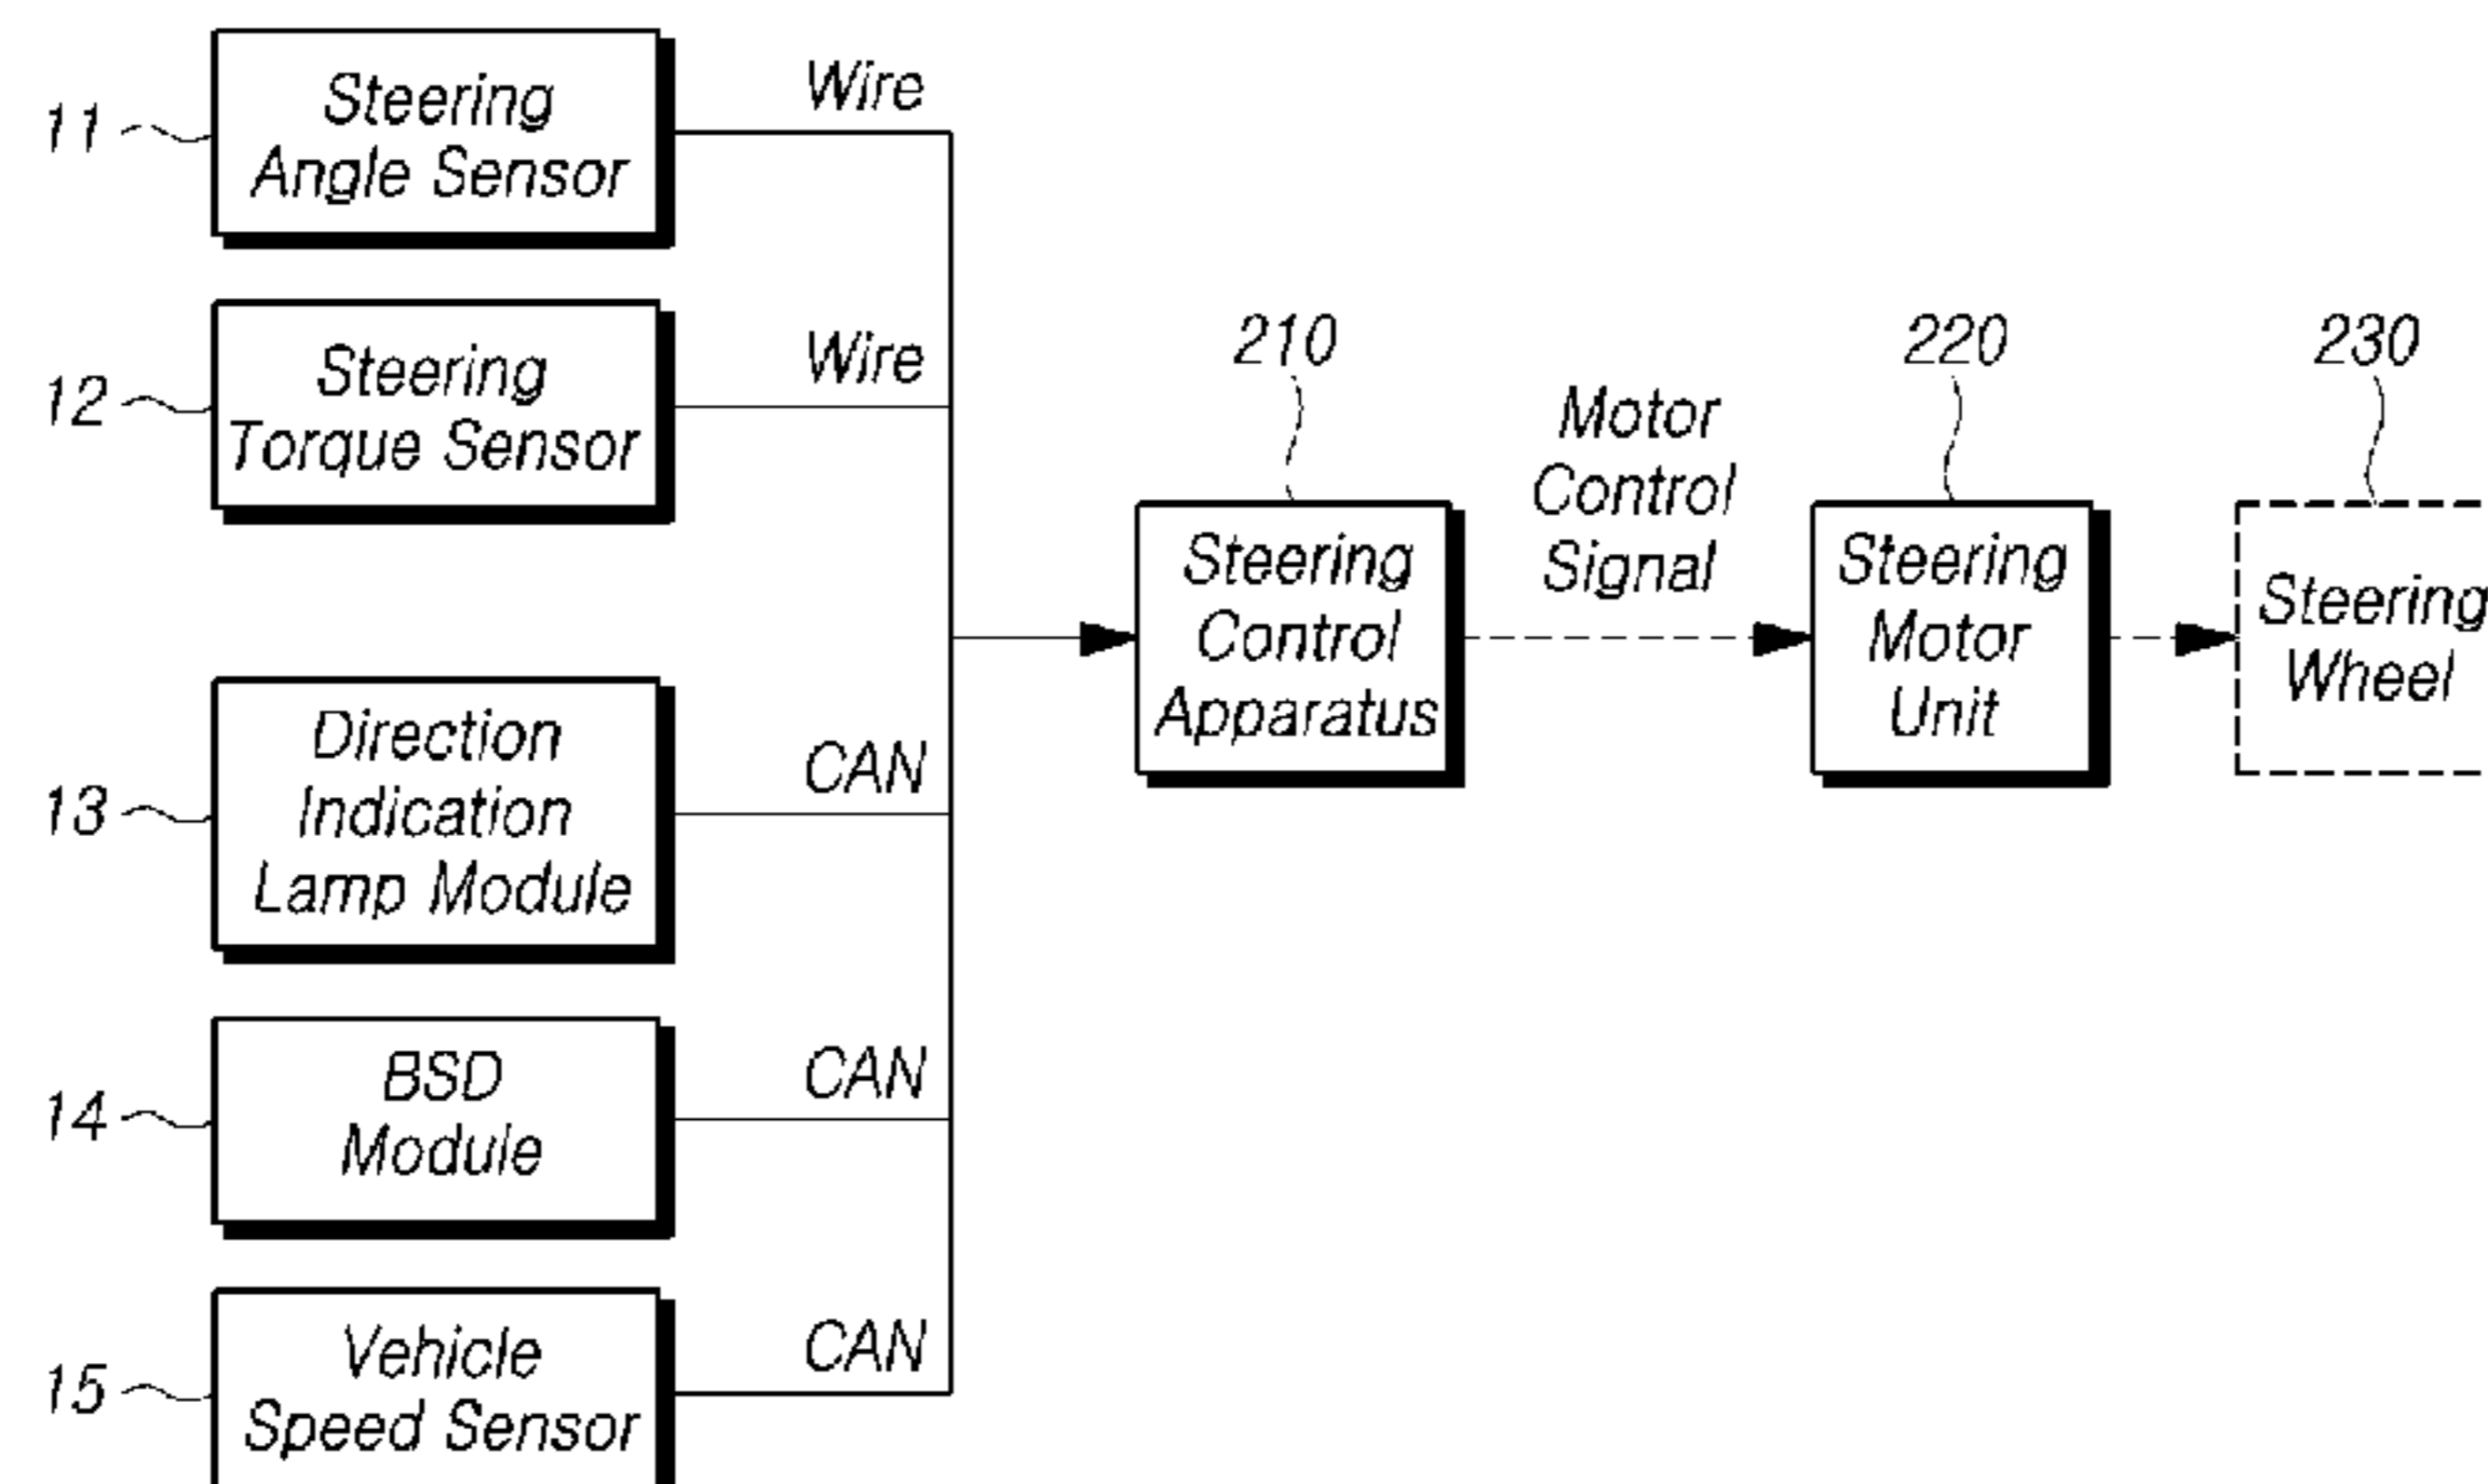 11
Steering
Angle Sensor
Wire
12
Steering
Torque Sensor
Wire
13
Direction
Indication
Lamp Module
CAN
14
BSD
Module
CAN
15
Vehicle
Speed Sensor
CAN
210
Steering
Control
Apparatus
Motor
Control
Signal
220
Steering
Motor
Unit
230
Steering
Wheel